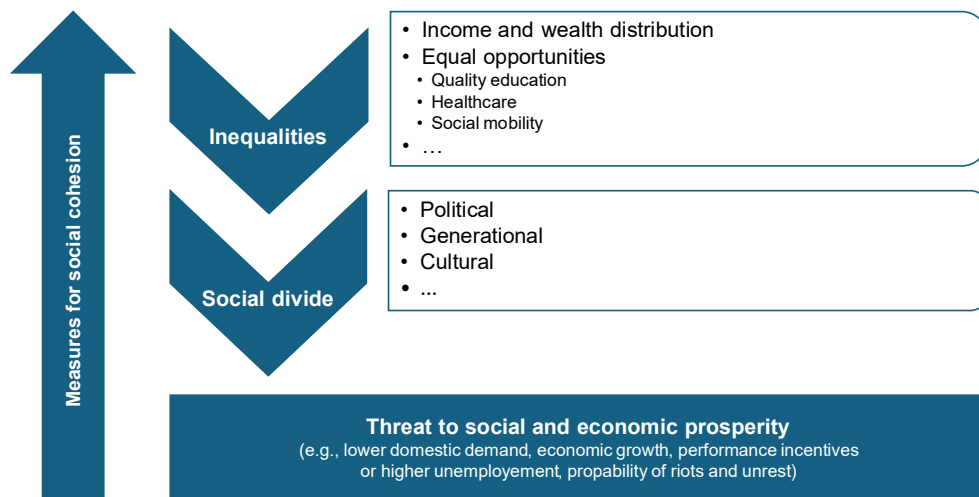 Measures for social cohesion
Inequalities
• Income and wealth distribution
• Equal opportunities
• Quality education
• Healthcare
• Social mobility
• …
Social divide
• Political
• Generational
• Cultural
• ...
Threat to social and economic prosperity
(e.g., lower domestic demand, economic growth, performance incentives
or higher unemployement, propability of riots and unrest)